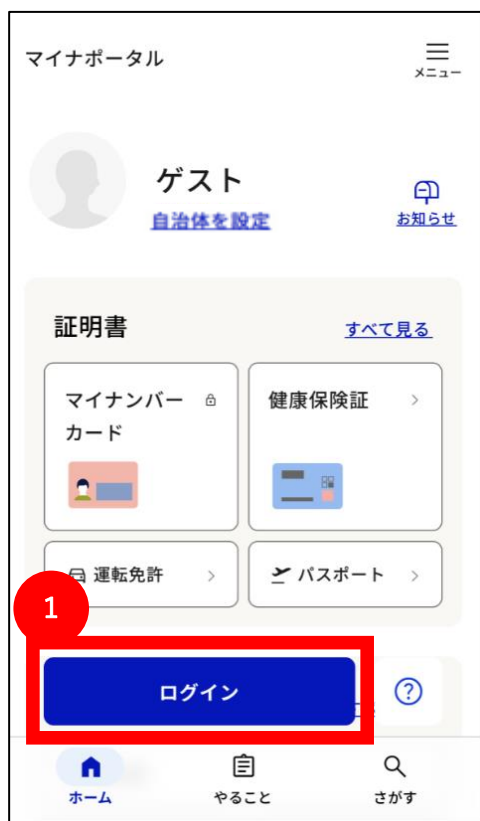 マイナポータル
メニュー
ゲスト
自治体を設定
お知らせ
証明書
すべて見る
マイナンバー
カード
健康保険証
運転免許
パスポート
1
ログイン
ホーム
やること
さがす